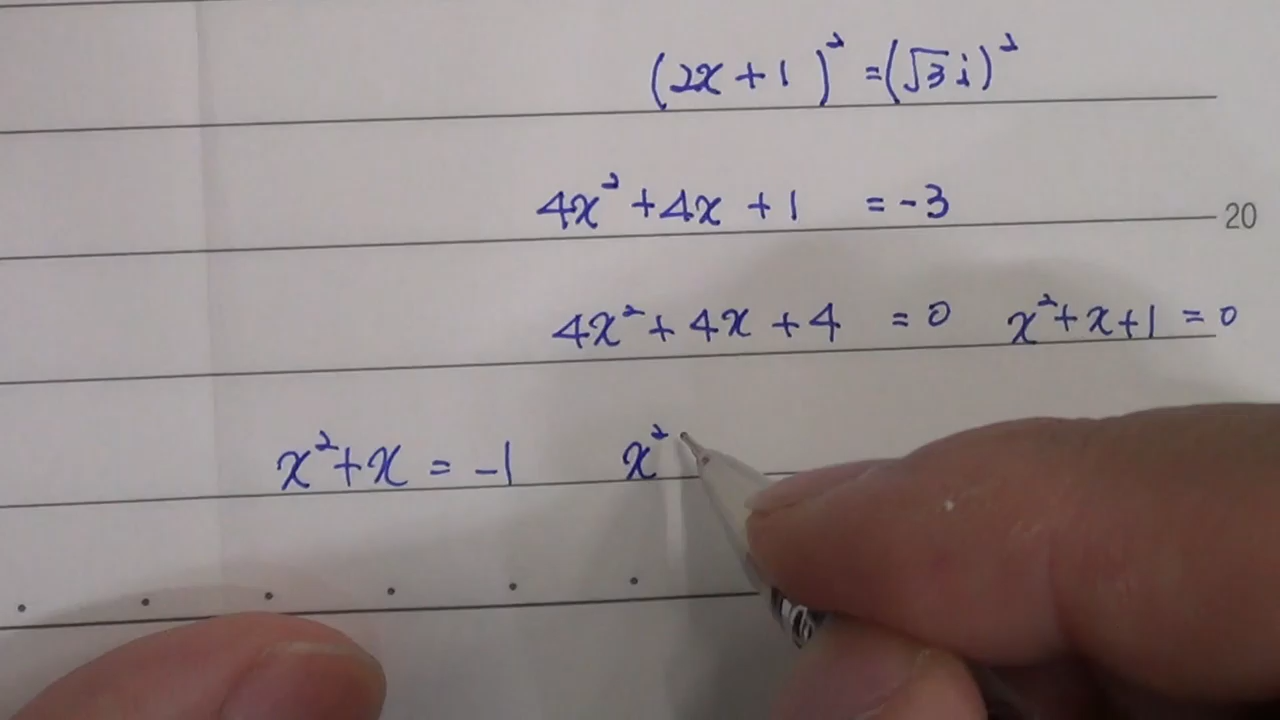 (2x+1)² =(√3i)²
4x²+4x+1 =-3
20
4x²+4x+4 =0 x²+x+1=0
x²+x=-1 x²